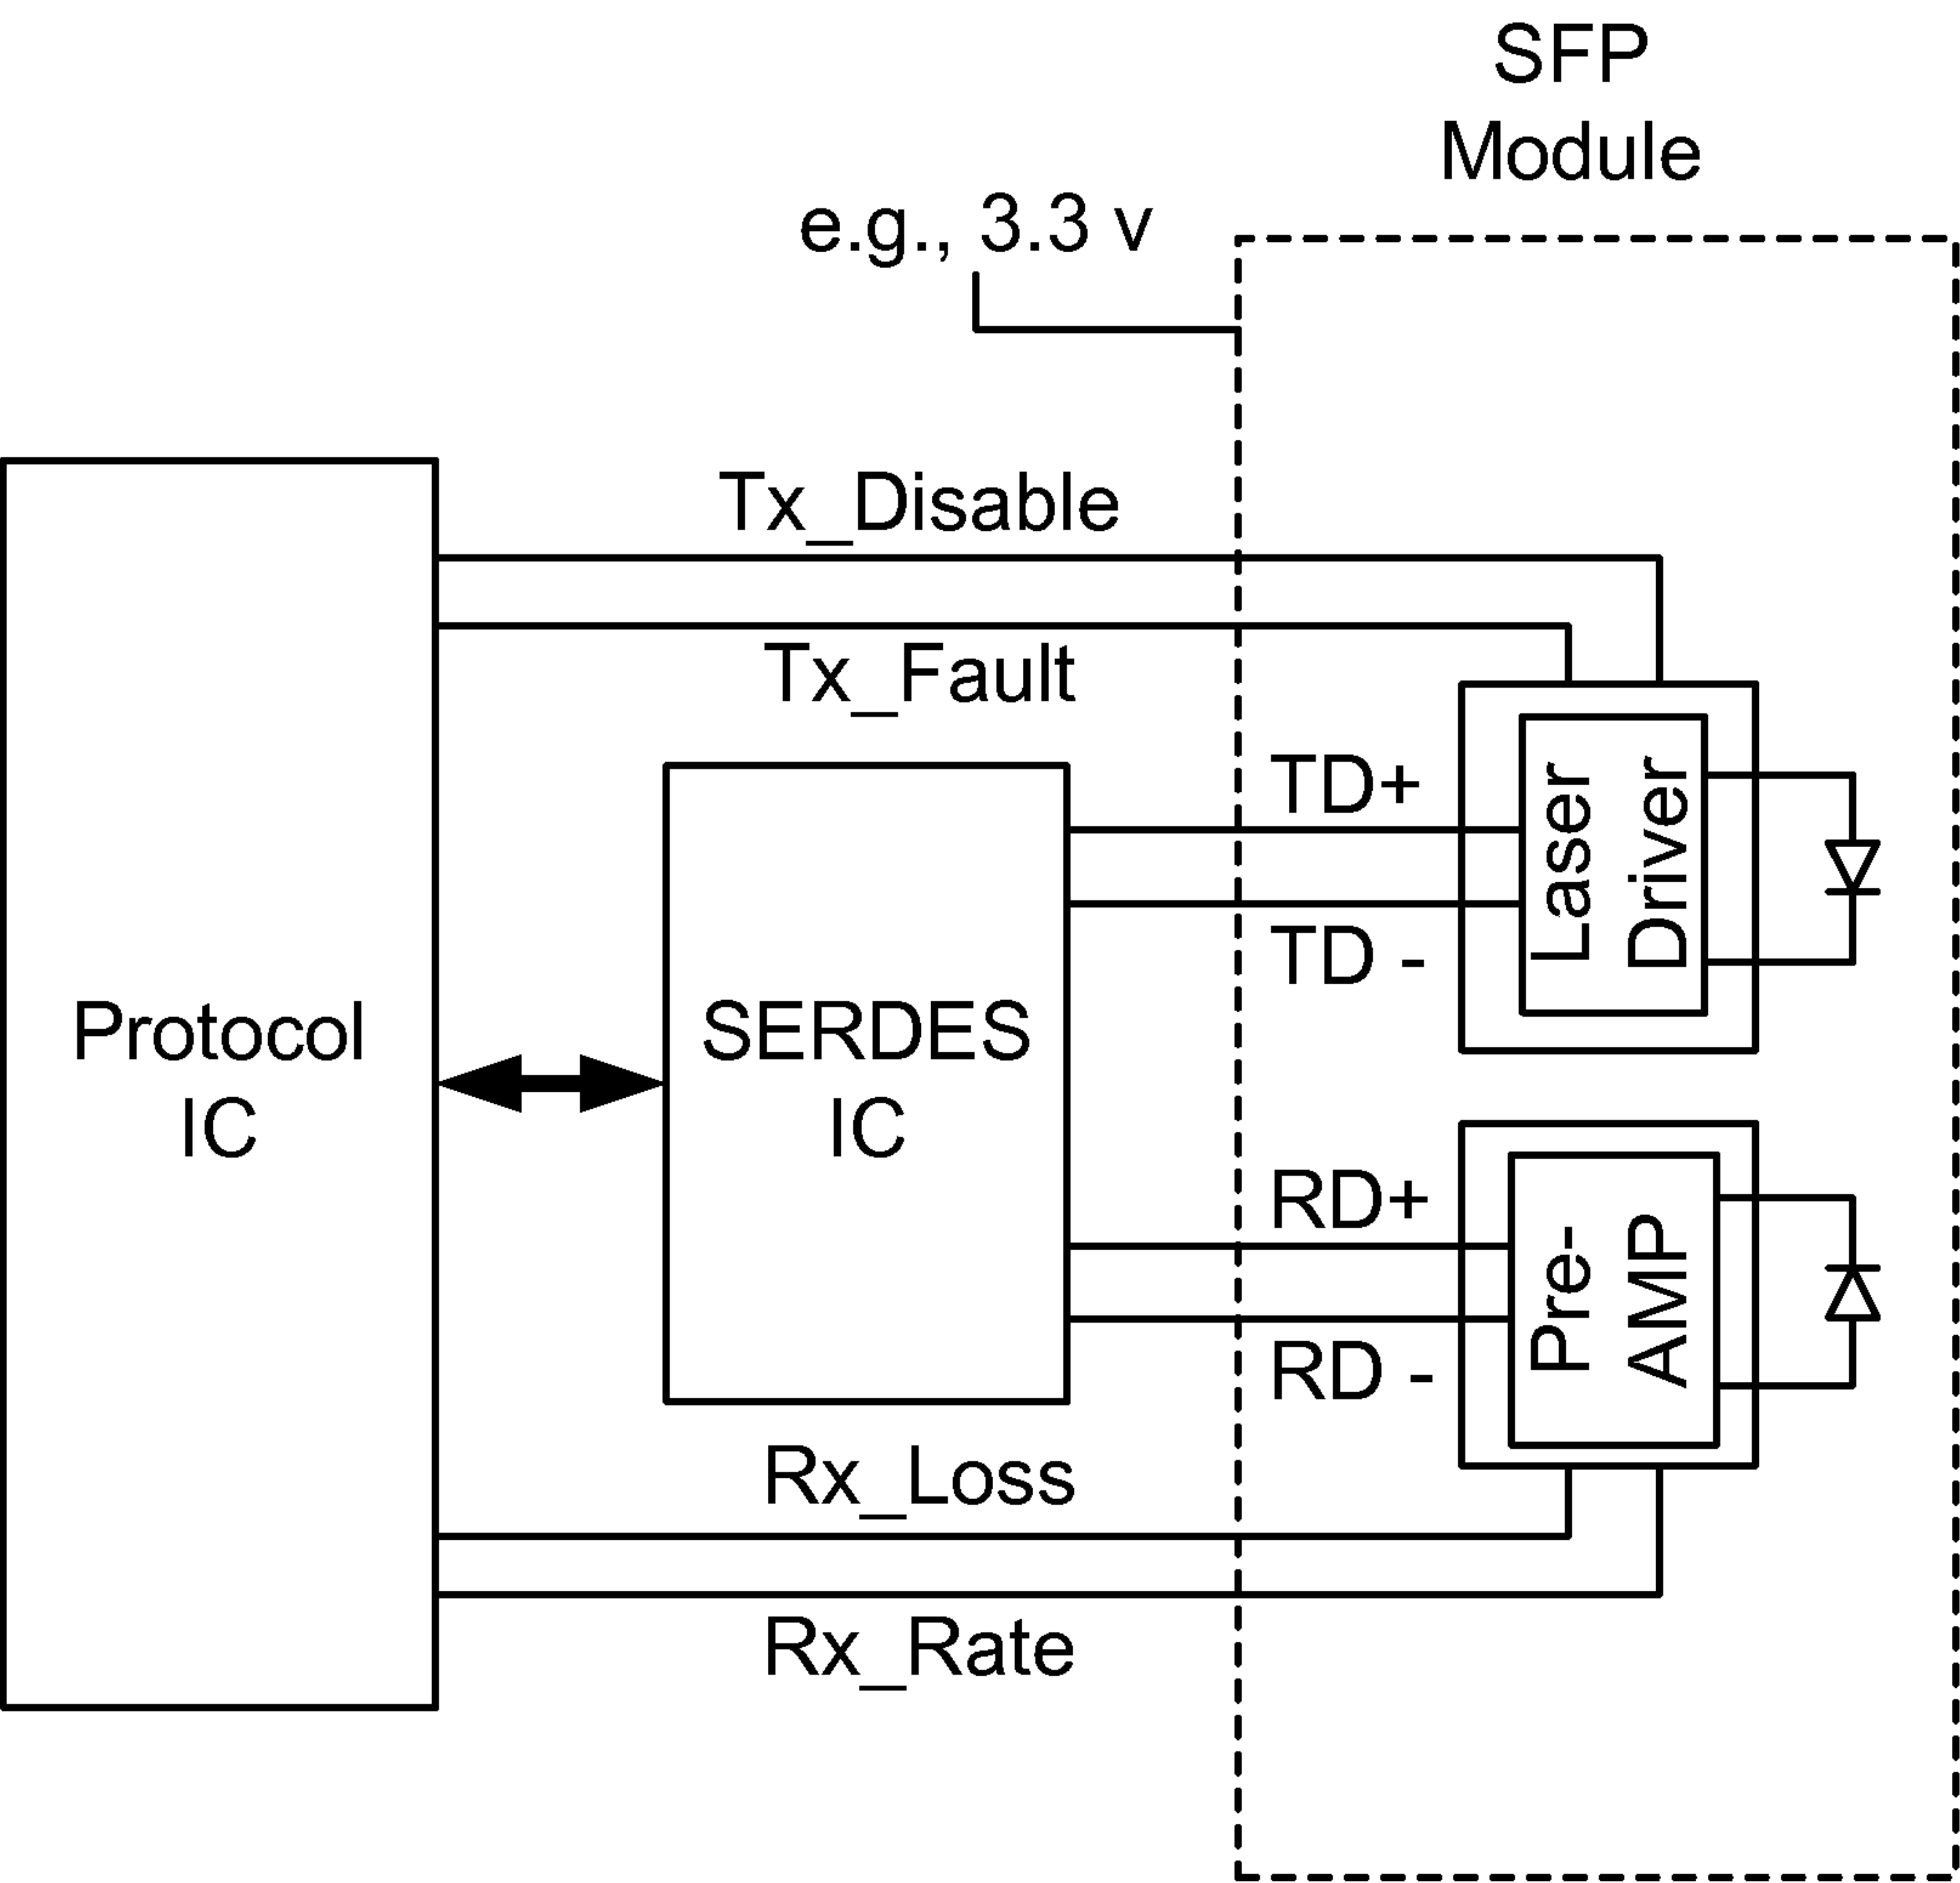 SFP
Module
e.g., 3.3 v
Tx_Disable
Tx_Fault
TD+
TD -
Laser
Driver
Protocol
IC
SERDES
IC
RD+
RD -
Pre-
AMP
Rx_Loss
Rx_Rate